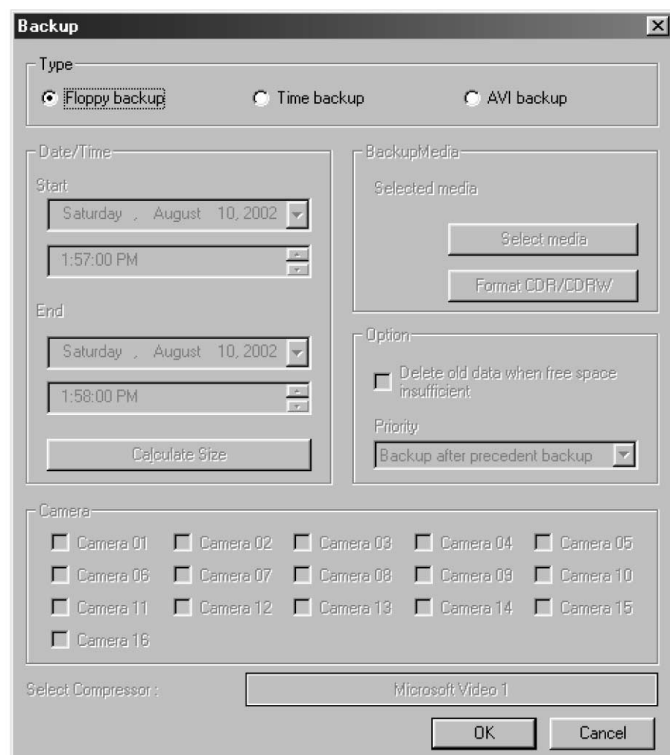 Backup
Type
Floppy backup Time backup AVI backup
Date/Time
Start
Saturday , August 10, 2002
1:57:00 PM
End
Saturday , August 10, 2002
1:58:00 PM
Calculate Size
BackupMedia
Selected media
Select media
Format CDR/CDRW
Option
Delete old data when free space
insufficient
Priority
Backup after precedent backup
Camera
Camera 01 Camera 02 Camera 03 Camera 04 Camera 05
Camera 06 Camera 07 Camera 08 Camera 09 Camera 10
Camera 11 Camera 12 Camera 13 Camera 14 Camera 15
Camera 16
Select Compressor : Microsoft Video 1
OK Cancel